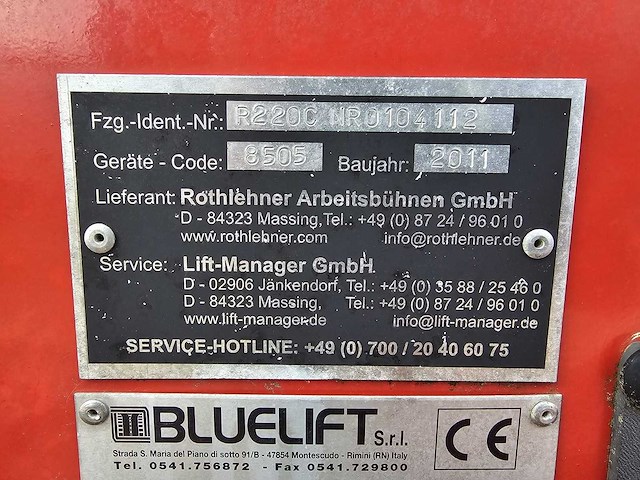 Fzg.-Ident.-Nr.: R220C NR0104112
Geräte - Code: 8505 Baujahr: 2011
Lieferant: Rothlehner Arbeitsbühnen GmbH
D - 84323 Massing, Tel.: +49 (0) 87 24 / 96 01 0
www.rothlehner.com info@rothlehner.de
Service: Lift-Manager GmbH
D - 02906 Jänkendorf, Tel.: +49 (0) 35 88 / 25 46 0
D - 84323 Massing, Tel.: +49 (0) 87 24 / 96 01 0
www.lift-manager.de info@lift-manager.de
SERVICE-HOTLINE: +49 (0) 700 / 20 40 60 75
BLUELIFT S.r.l. CE
Strada S. Maria del Piano di sotto 91/B - 47854 Montescudo - Rimini (RN) Italy
Tel. 0541.756872 - Fax 0541.729800